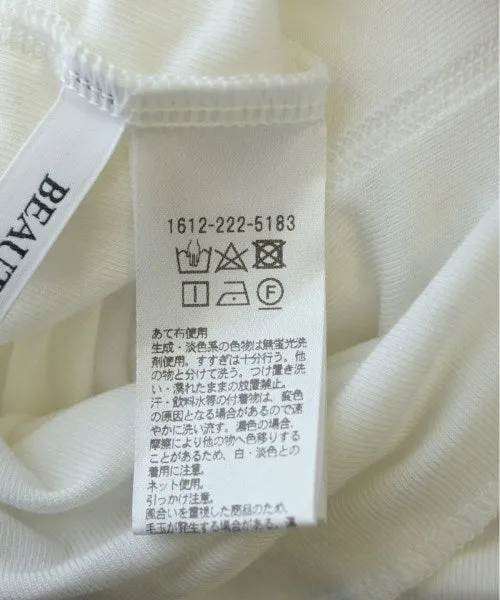 BEAUT
1612-222-5183
F
あて布使用
生成・淡色系の色物は無蛍光洗
剤使用。すすぎは十分行う。他
の物と分けて洗う。つけ置き洗
い・濡れたままの放置禁止。
汗・飲料水等の付着物は、変色
の原因となる場合があるので速
やかに洗い流す。濃色の場合、
摩擦により他の物へ色移りする
ことがあるため、白・淡色との
着用に注意。
ネット使用。
引っかけ注意。
風合いを重視した商品のため、
毛玉が発生する場合がある。